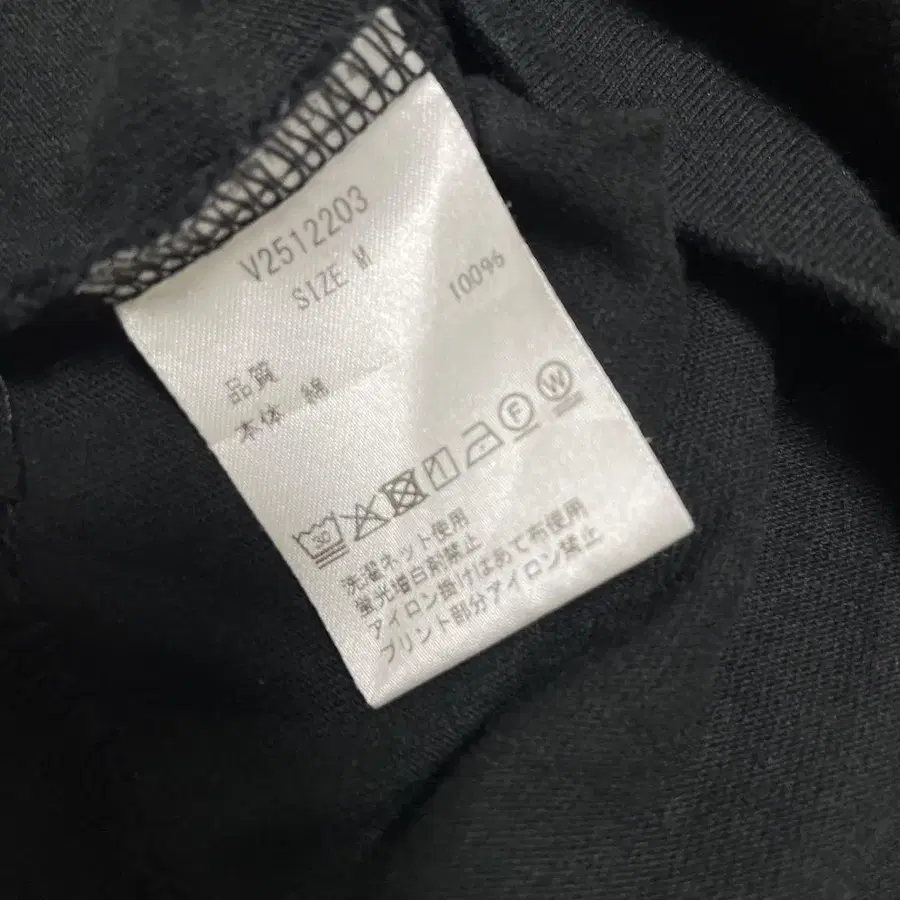 V2512203
SIZE M
品質
本体 綿 100%
30 F W
洗濯ネット使用
蛍光増白剤禁止
アイロン掛けはあて布使用
プリント部分アイロン禁止